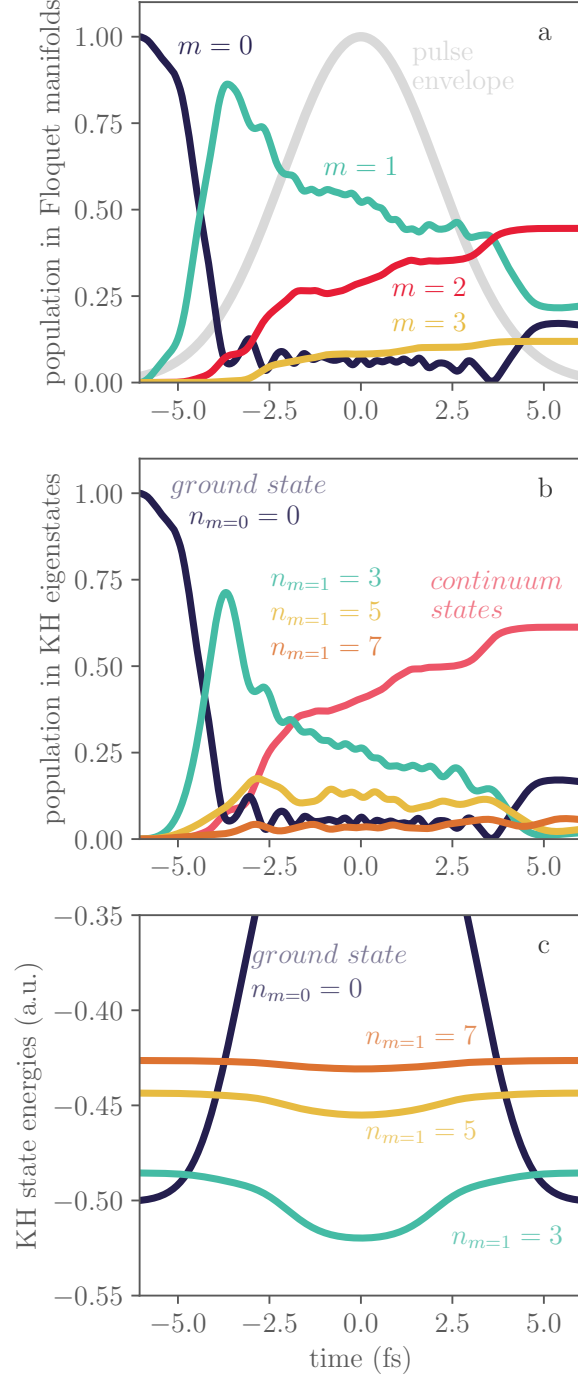 a
m = 0
pulse
envelope
m = 1
m = 2
m = 3
population in Floquet manifolds
1.00
0.75
0.50
0.25
0.00
−5.0 −2.5 0.0 2.5 5.0
b
ground state
n_{m=0} = 0
n_{m=1} = 3
n_{m=1} = 5
n_{m=1} = 7
continuum
states
population in KH eigenstates
1.00
0.75
0.50
0.25
0.00
−5.0 −2.5 0.0 2.5 5.0
c
ground state
n_{m=0} = 0
n_{m=1} = 7
n_{m=1} = 5
n_{m=1} = 3
KH state energies (a.u.)
−0.35
−0.40
−0.45
−0.50
−0.55
−5.0 −2.5 0.0 2.5 5.0
time (fs)